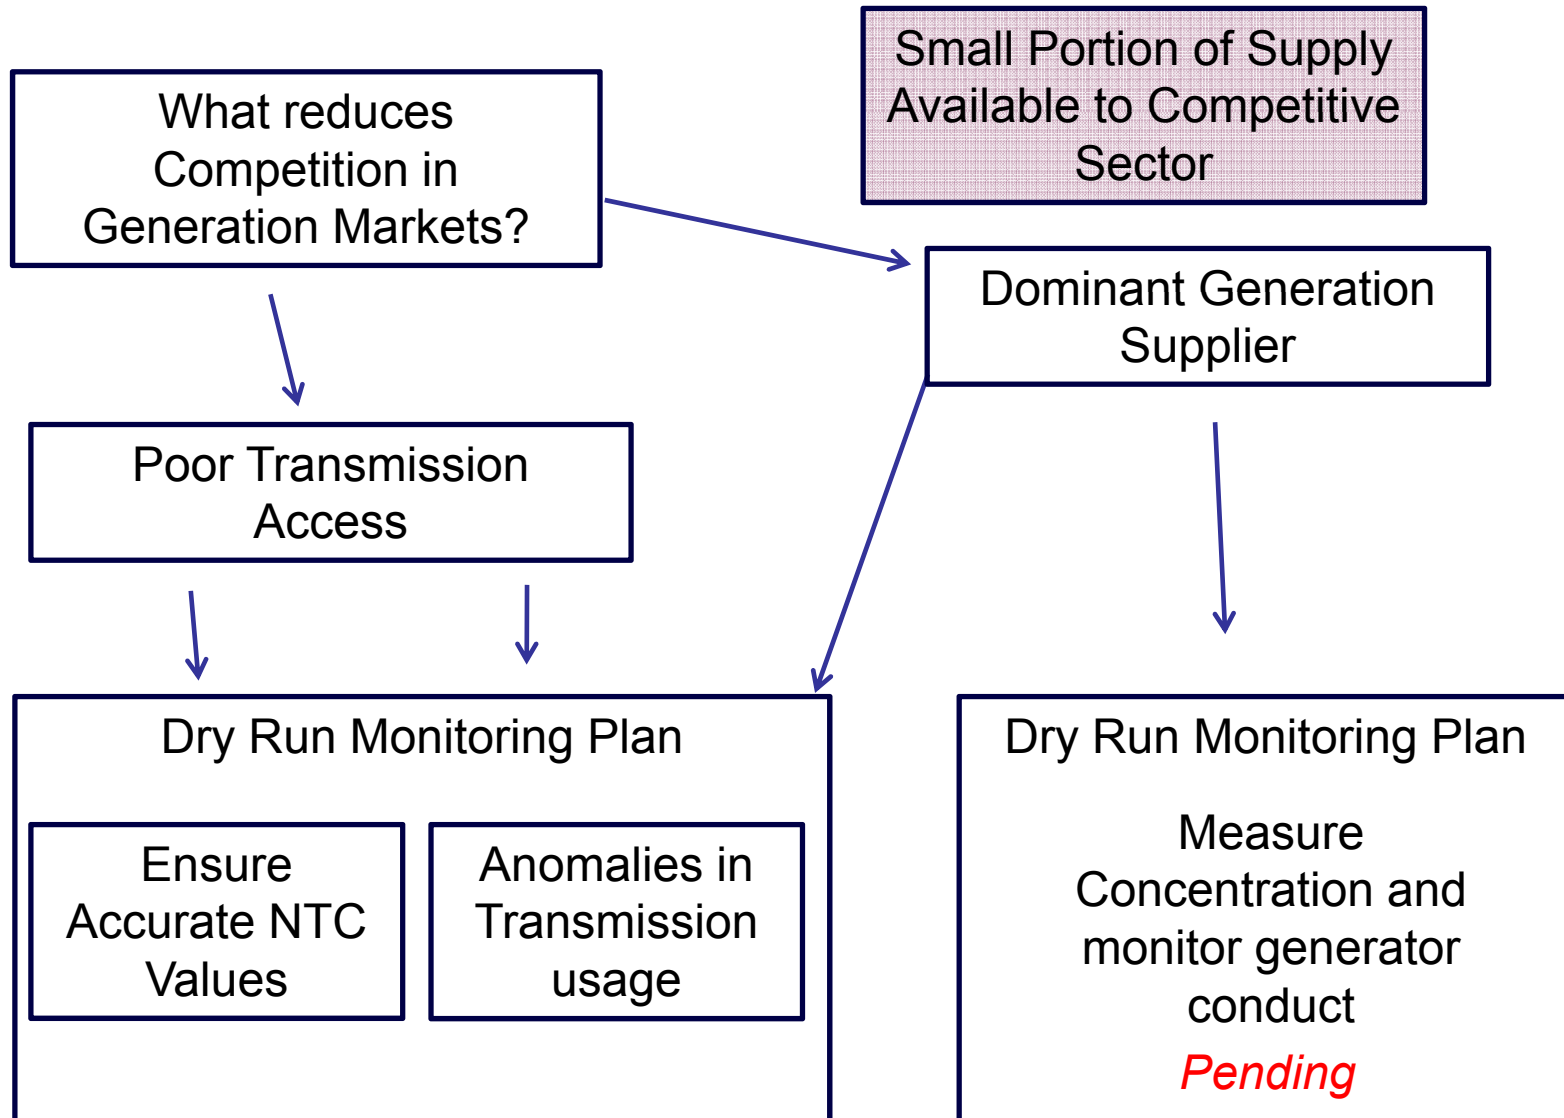 Small Portion of Supply
Available to Competitive
Sector
What reduces
Competition in
Generation Markets?
Dominant Generation
Supplier
Poor Transmission
Access
Dry Run Monitoring Plan
Ensure
Accurate NTC
Values
Anomalies in
Transmission
usage
Dry Run Monitoring Plan
Measure
Concentration and
monitor generator
conduct
Pending